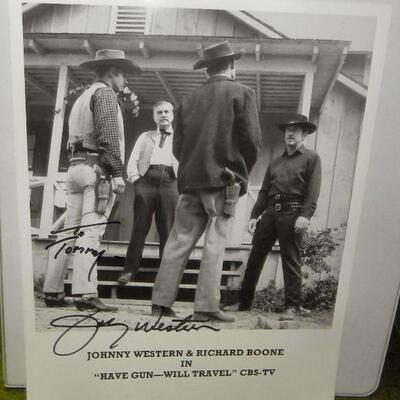 To
Tommy
Johnny Western
JOHNNY WESTERN & RICHARD BOONE
IN
"HAVE GUN—WILL TRAVEL" CBS-TV